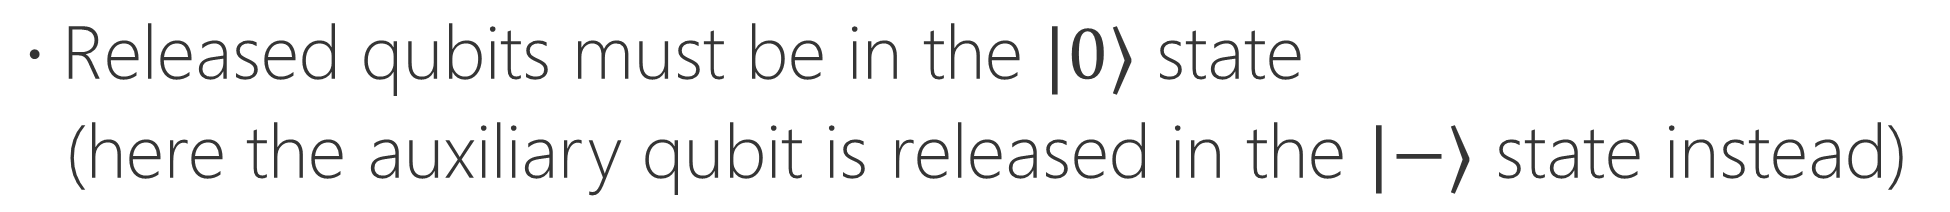 · Released qubits must be in the |0⟩ state
(here the auxiliary qubit is released in the |−⟩ state instead)